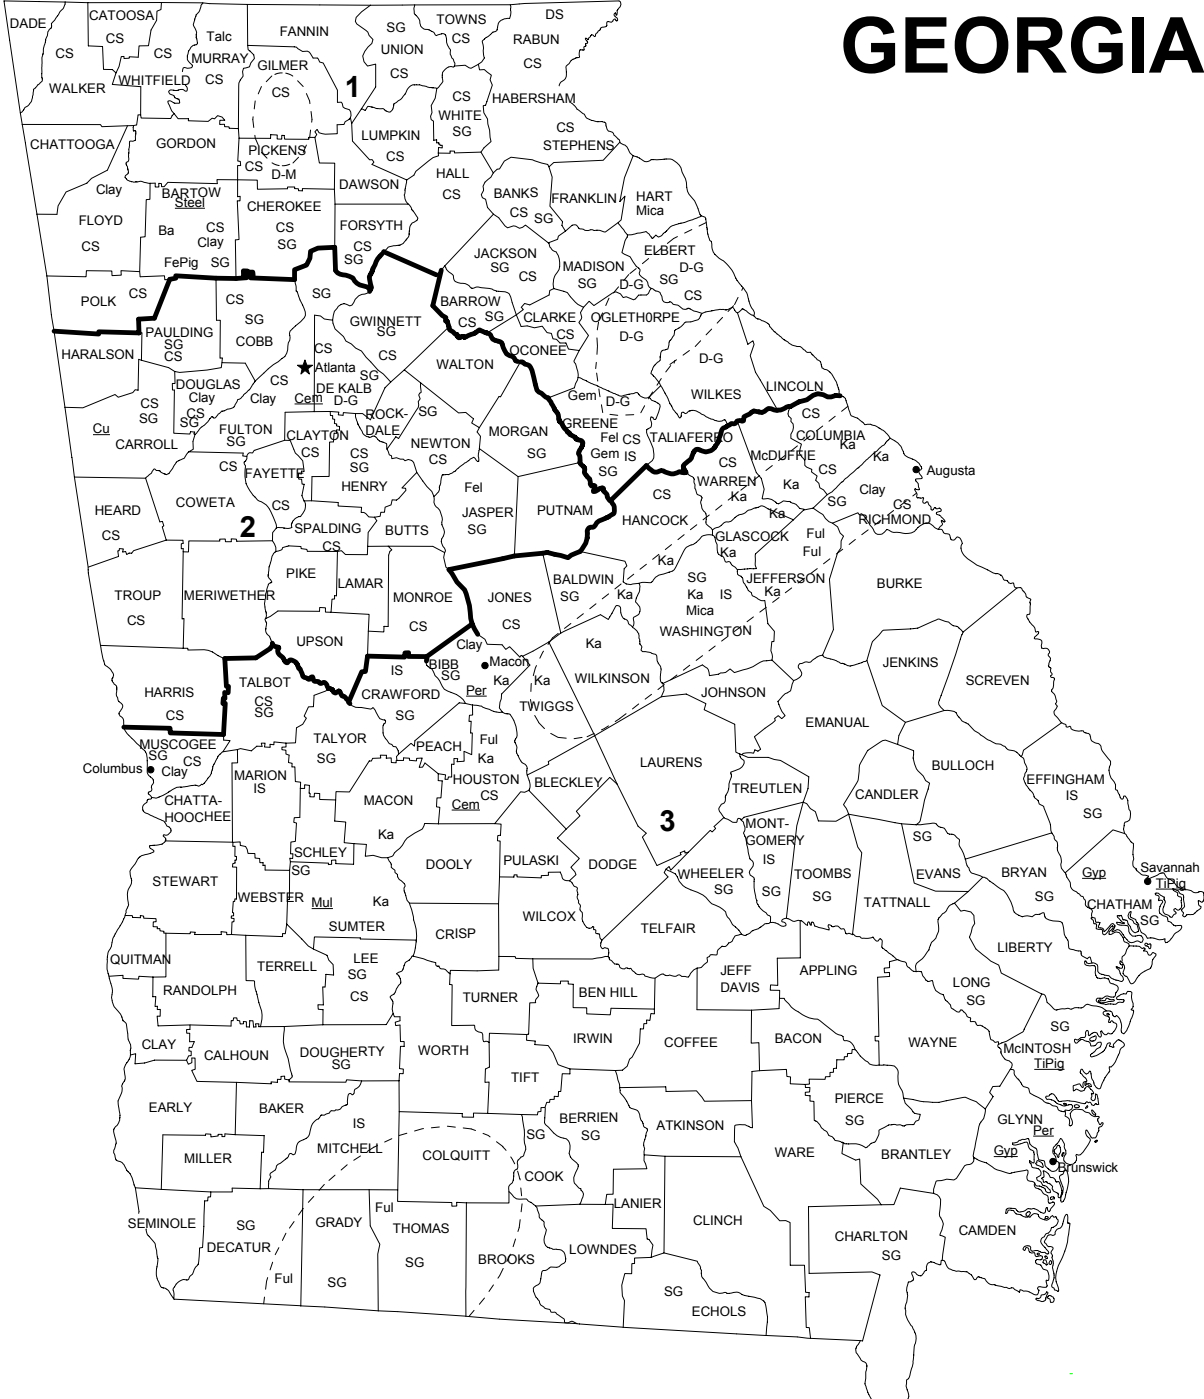 GEORGIA
DADE
CATOOSA
CS
CS
WALKER
CS
WHITFIELD
Talc
MURRAY
CS
FANNIN
GILMER
CS
1
SG
UNION
CS
TOWNS
CS
DS
RABUN
CS
CS
WHITE
SG
HABERSHAM
CS
STEPHENS
CHATTOOGA
GORDON
PICKENS
CS
D-M
LUMPKIN
CS
DAWSON
HALL
CS
BANKS
CS SG
FRANKLIN
HART
Mica
Clay
FLOYD
CS
BARTOW
Steel
Ba
CS
Clay
FePig SG
CHEROKEE
CS
SG
FORSYTH
CS
SG
JACKSON
SG
CS
MADISON
SG
ELBERT
D-G
SG
D-G
CS
POLK
CS
CS
SG
COBB
PAULDING
SG
CS
SG
GWINNETT
SG
CS
BARROW
CS
SG
CLARKE
CS
OCONEE
OGLETHORPE
D-G
D-G
WILKES
LINCOLN
HARALSON
DOUGLAS
Clay
CS
SG
CS
Clay
CS
Atlanta
SG
DE KALB
Cem
D-G
WALTON
Gem
D-G
GREENE
Fel CS
Gem IS
SG
TALIAFERRO
CS
SG
Cu
CARROLL
FULTON
SG
CLAYTON
CS
ROCK-
DALE
SG
NEWTON
CS
MORGAN
SG
CS
COLUMBIA
Ka
CS
McDUFFIE
Ka
CS
WARREN
Ka
Ka
Augusta
Clay
SG
CS
RICHMOND
CS
COWETA
FAYETTE
CS
CS
SG
HENRY
HEARD
CS
2
SPALDING
CS
BUTTS
Fel
JASPER
SG
PUTNAM
CS
HANCOCK
Ka
Ka
GLASCOCK
Ka
Ful
Ful
JEFFERSON
Ka
BURKE
TROUP
CS
MERIWETHER
PIKE
LAMAR
MONROE
CS
UPSON
JONES
CS
BALDWIN
SG
Ka
SG
Ka
IS
Mica
WASHINGTON
JENKINS
SCREVEN
HARRIS
CS
TALBOT
CS
SG
IS
CRAWFORD
SG
Clay
BIBB
SG
Macon
Ka
Per
Ka
TWIGGS
Ka
WILKINSON
JOHNSON
EMANUAL
MUSCOGEE
SG
CS
Columbus
Clay
CHATTA-
HOOCHEE
MARION
IS
TALYOR
SG
PEACH
Ful
Ka
HOUSTON
CS
Cem
MACON
Ka
BLECKLEY
LAURENS
3
TREUTLEN
CANDLER
BULLOCH
EFFINGHAM
IS
SG
STEWART
WEBSTER
SCHLEY
SG
Mul
Ka
SUMTER
DOOLY
PULASKI
DODGE
WHEELER
SG
MONT-
GOMERY
IS
SG
TOOMBS
SG
TATTNALL
SG
EVANS
BRYAN
SG
Gyp
Savannah
TiPig
CHATHAM
SG
QUITMAN
RANDOLPH
TERRELL
LEE
SG
CS
CRISP
WILCOX
TELFAIR
JEFF
DAVIS
APPLING
LIBERTY
LONG
SG
TURNER
BEN HILL
CLAY
CALHOUN
DOUGHERTY
SG
WORTH
IRWIN
COFFEE
BACON
WAYNE
SG
McINTOSH
TiPig
TIFT
EARLY
BAKER
IS
MITCHELL
MILLER
COLQUITT
SG
COOK
BERRIEN
SG
ATKINSON
WARE
PIERCE
SG
BRANTLEY
GLYNN
Per
Gyp
Brunswick
SEMINOLE
SG
DECATUR
Ful
GRADY
SG
Ful
THOMAS
SG
BROOKS
LOWNDES
LANIER
CLINCH
SG
ECHOLS
CHARLTON
SG
CAMDEN